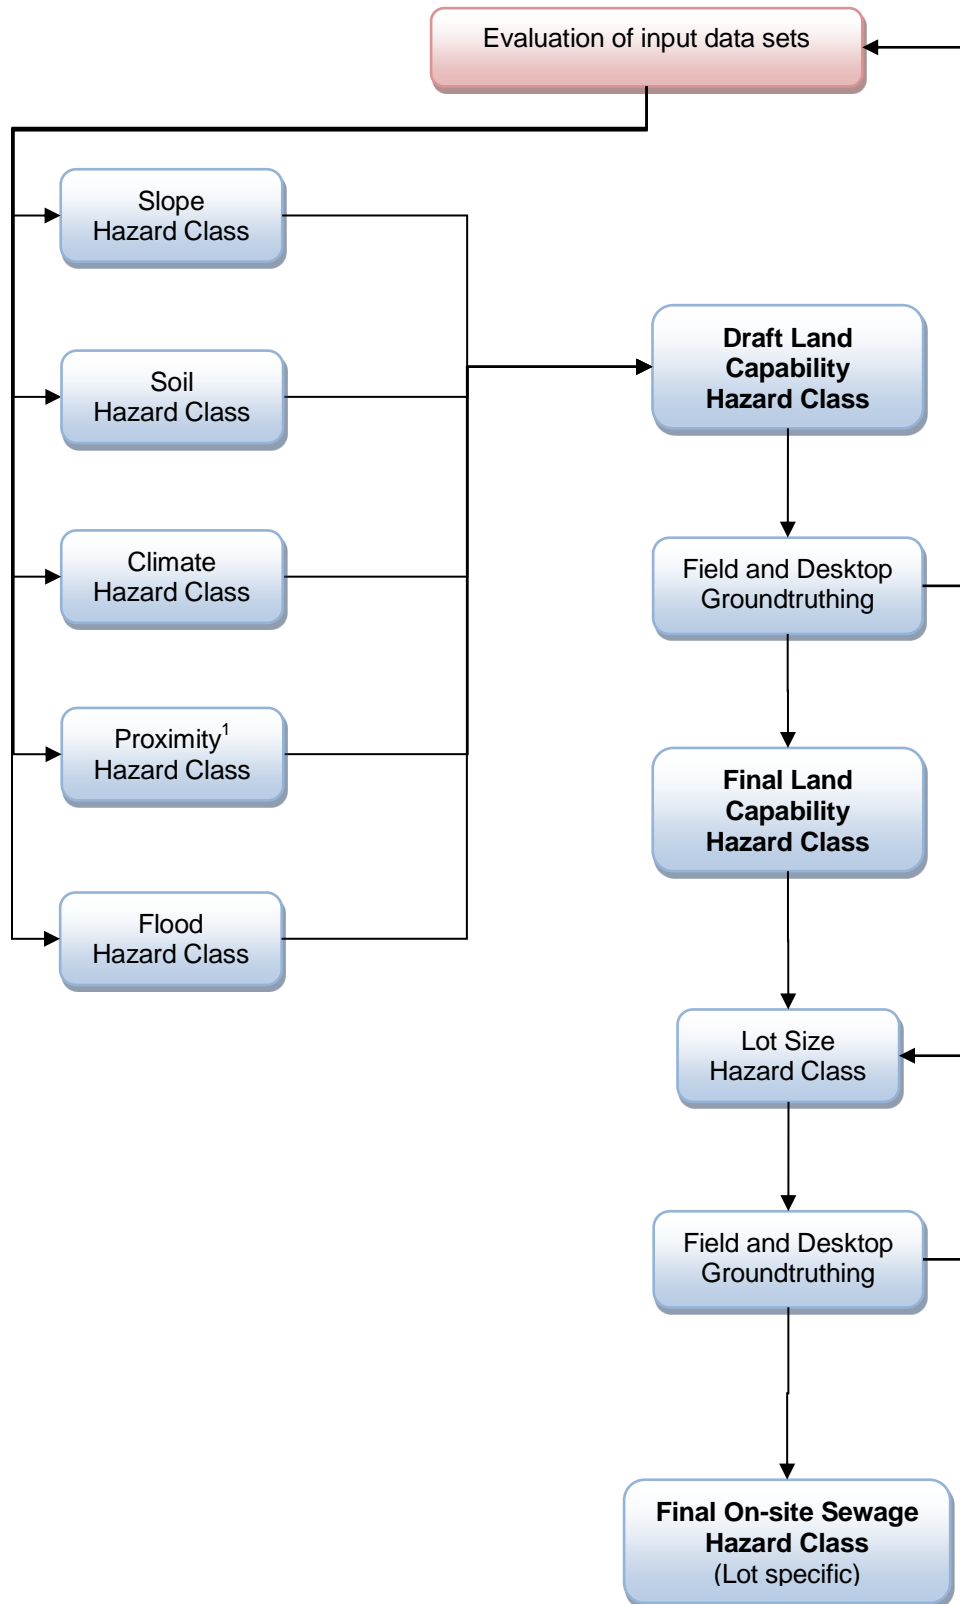 Evaluation of input data sets
Slope
Hazard Class
Soil
Hazard Class
Climate
Hazard Class
Proximity¹
Hazard Class
Flood
Hazard Class
Draft Land
Capability
Hazard Class
Field and Desktop
Groundtruthing
Final Land
Capability
Hazard Class
Lot Size
Hazard Class
Field and Desktop
Groundtruthing
Final On-site Sewage
Hazard Class
(Lot specific)